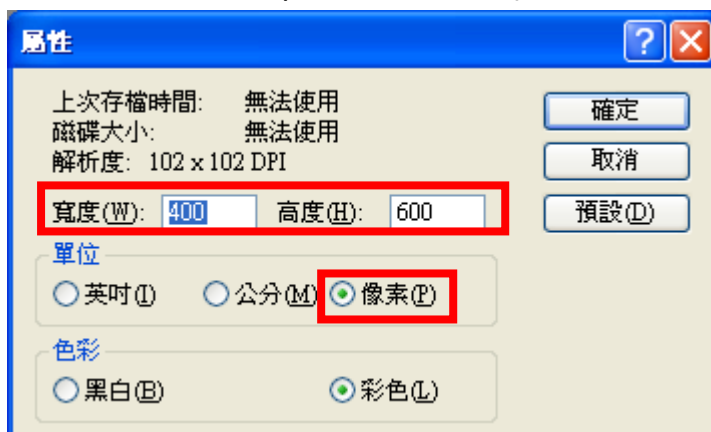 屬性
上次存檔時間: 無法使用
磁碟大小: 無法使用
解析度: 102 x 102 DPI
確定
取消
寬度(W): 400 高度(H): 600
預設(D)
單位
英吋(I) 公分(M) 像素(P)
色彩
黑白(B) 彩色(L)